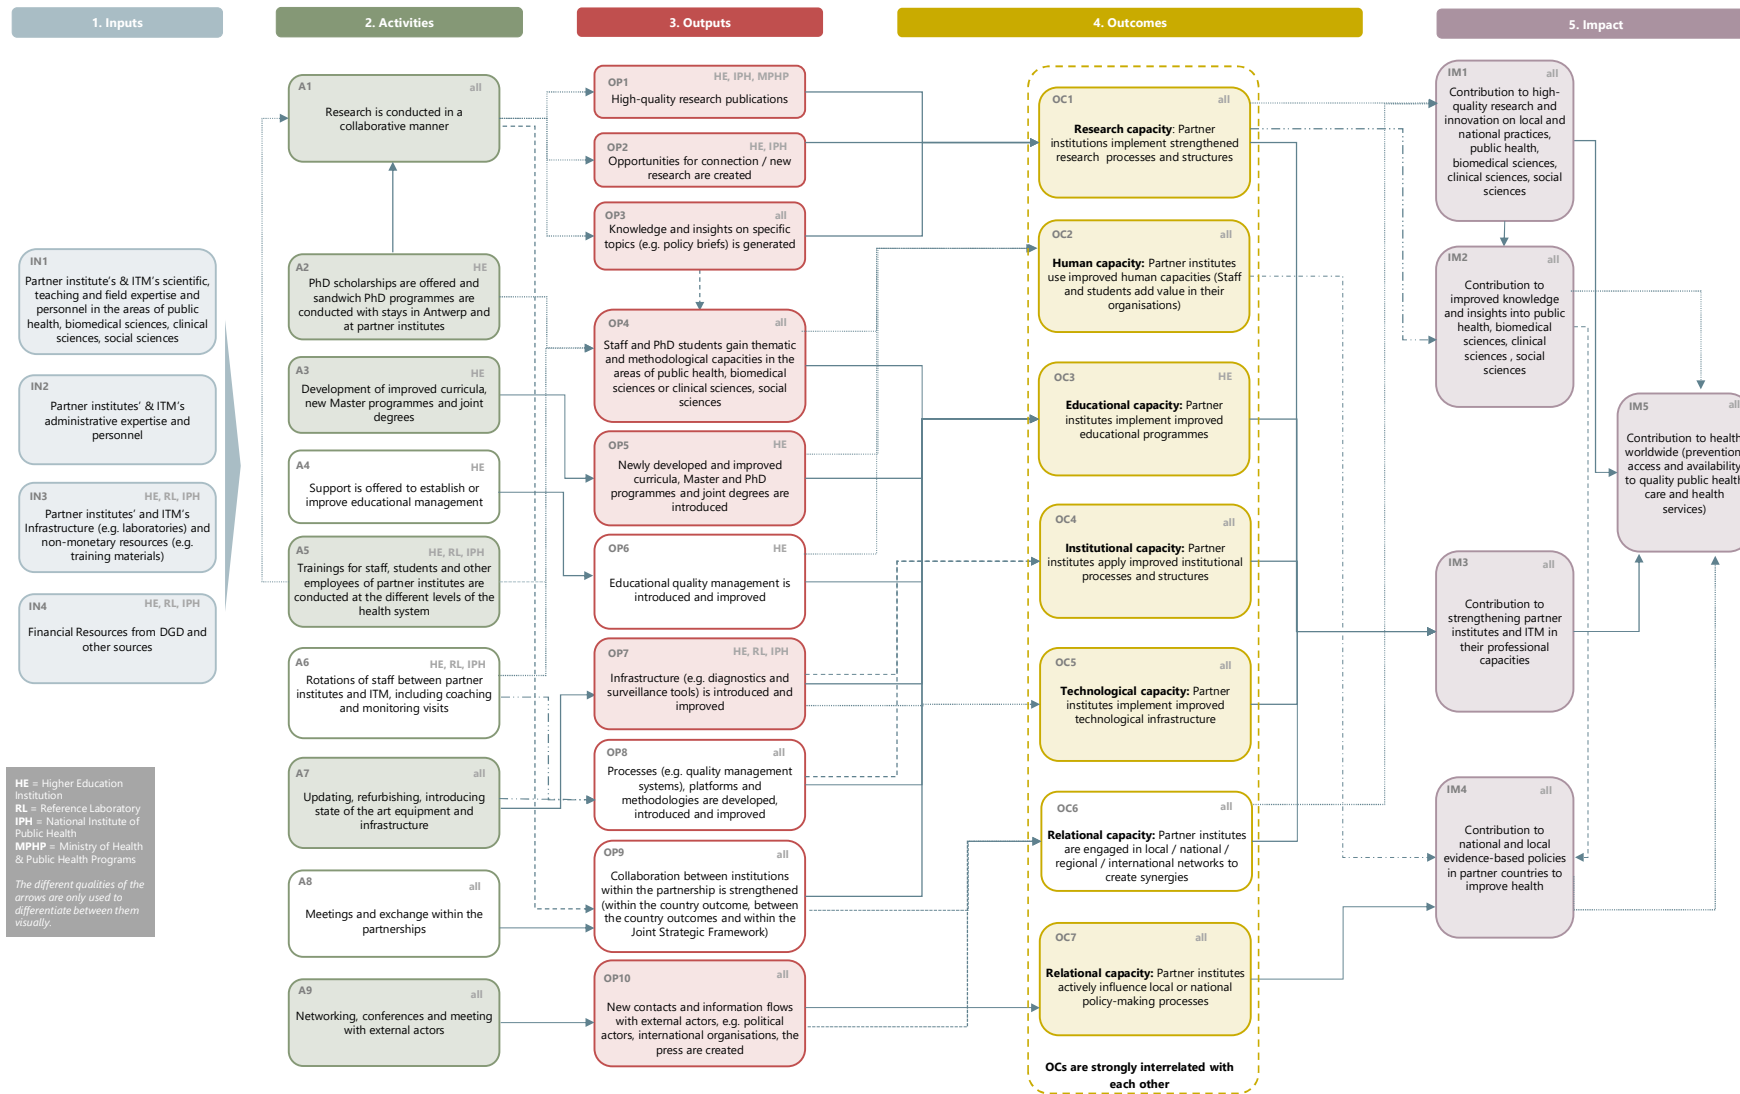 1. Inputs
2. Activities
3. Outputs
4. Outcomes
5. Impact
IN1
Partner institute's & ITM's scientific,
teaching and field expertise and
personnel in the areas of public
health, biomedical sciences, clinical
sciences, social sciences
IN2
Partner institutes' & ITM's
administrative expertise and
personnel
IN3
HE, RL, IPH
Partner institutes' and ITM's
Infrastructure (e.g. laboratories) and
non-monetary resources (e.g.
training materials)
IN4
HE, RL, IPH
Financial Resources from DGD and
other sources
HE = Higher Education
Institution
RL = Reference Laboratory
IPH = National Institute of
Public Health
MPHP = Ministry of Health
& Public Health Programs
The different qualities of the
arrows are only used to
differentiate between them
visually.
A1
all
Research is conducted in a
collaborative manner
A2
HE
PhD scholarships are offered and
sandwich PhD programmes are
conducted with stays in Antwerp and
at partner institutes
A3
HE
Development of improved curricula,
new Master programmes and joint
degrees
A4
HE
Support is offered to establish or
improve educational management
A5
HE, RL, IPH
Trainings for staff, students and other
employees of partner institutes are
conducted at the different levels of the
health system
A6
HE, RL, IPH
Rotations of staff between partner
institutes and ITM, including coaching
and monitoring visits
A7
all
Updating, refurbishing, introducing
state of the art equipment and
infrastructure
A8
all
Meetings and exchange within the
partnerships
A9
all
Networking, conferences and meeting
with external actors
OP1
HE, IPH, MPHP
High-quality research publications
OP2
HE, IPH
Opportunities for connection / new
research are created
OP3
all
Knowledge and insights on specific
topics (e.g. policy briefs) is generated
OP4
all
Staff and PhD students gain thematic
and methodological capacities in the
areas of public health, biomedical
sciences or clinical sciences, social
sciences
OP5
HE
Newly developed and improved
curricula, Master and PhD
programmes and joint degrees are
introduced
OP6
HE
Educational quality management is
introduced and improved
OP7
HE, RL, IPH
Infrastructure (e.g. diagnostics and
surveillance tools) is introduced and
improved
OP8
all
Processes (e.g. quality management
systems), platforms and
methodologies are developed,
introduced and improved
OP9
all
Collaboration between institutions
within the partnership is strengthened
(within the country outcome, between
the country outcomes and within the
Joint Strategic Framework)
OP10
all
New contacts and information flows
with external actors, e.g. political
actors, international organisations, the
press are created
OC1
all
Research capacity: Partner
institutions implement strengthened
research processes and structures
OC2
all
Human capacity: Partner institutes
use improved human capacities (Staff
and students add value in their
organisations)
OC3
HE
Educational capacity: Partner
institutes implement improved
educational programmes
OC4
all
Institutional capacity: Partner
institutes apply improved institutional
processes and structures
OC5
all
Technological capacity: Partner
institutes implement improved
technological infrastructure
OC6
all
Relational capacity: Partner institutes
are engaged in local / national /
regional / international networks to
create synergies
OC7
all
Relational capacity: Partner institutes
actively influence local or national
policy-making processes
OCs are strongly interrelated with
each other
IM1
all
Contribution to high-
quality research and
innovation on local and
national practices,
public health,
biomedical sciences,
clinical sciences, social
sciences
IM2
all
Contribution to
improved knowledge
and insights into public
health, biomedical
sciences, clinical
sciences , social
sciences
IM3
all
Contribution to
strengthening partner
institutes and ITM in
their professional
capacities
IM4
all
Contribution to
national and local
evidence-based policies
in partner countries to
improve health
IM5
all
Contribution to health
worldwide (prevention
access and availability
to quality public health
care and health
services)